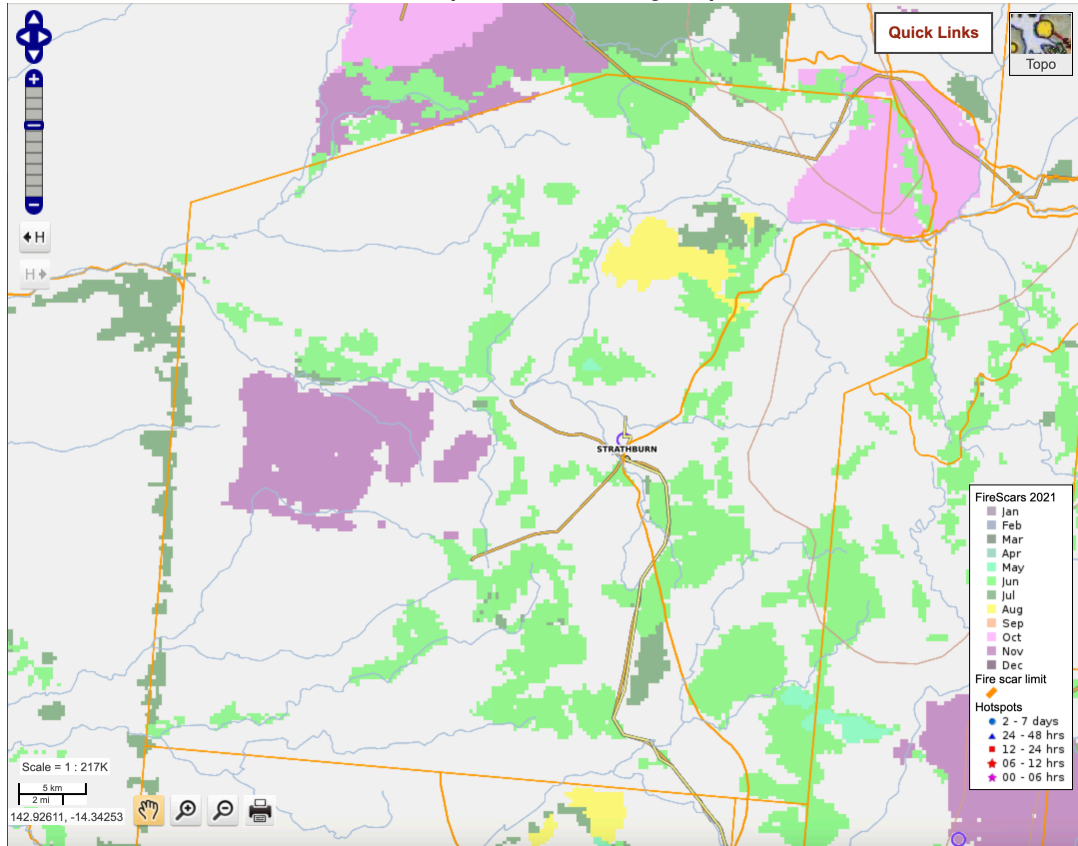 Quick Links
Topo
H
H
STRATHBURN
FireScars 2021
Jan
Feb
Mar
Apr
May
Jun
Jul
Aug
Sep
Oct
Nov
Dec
Fire scar limit
Hotspots
2 - 7 days
24 - 48 hrs
12 - 24 hrs
06 - 12 hrs
00 - 06 hrs
Scale = 1 : 217K
5 km
2 mi
142.92611, -14.34253